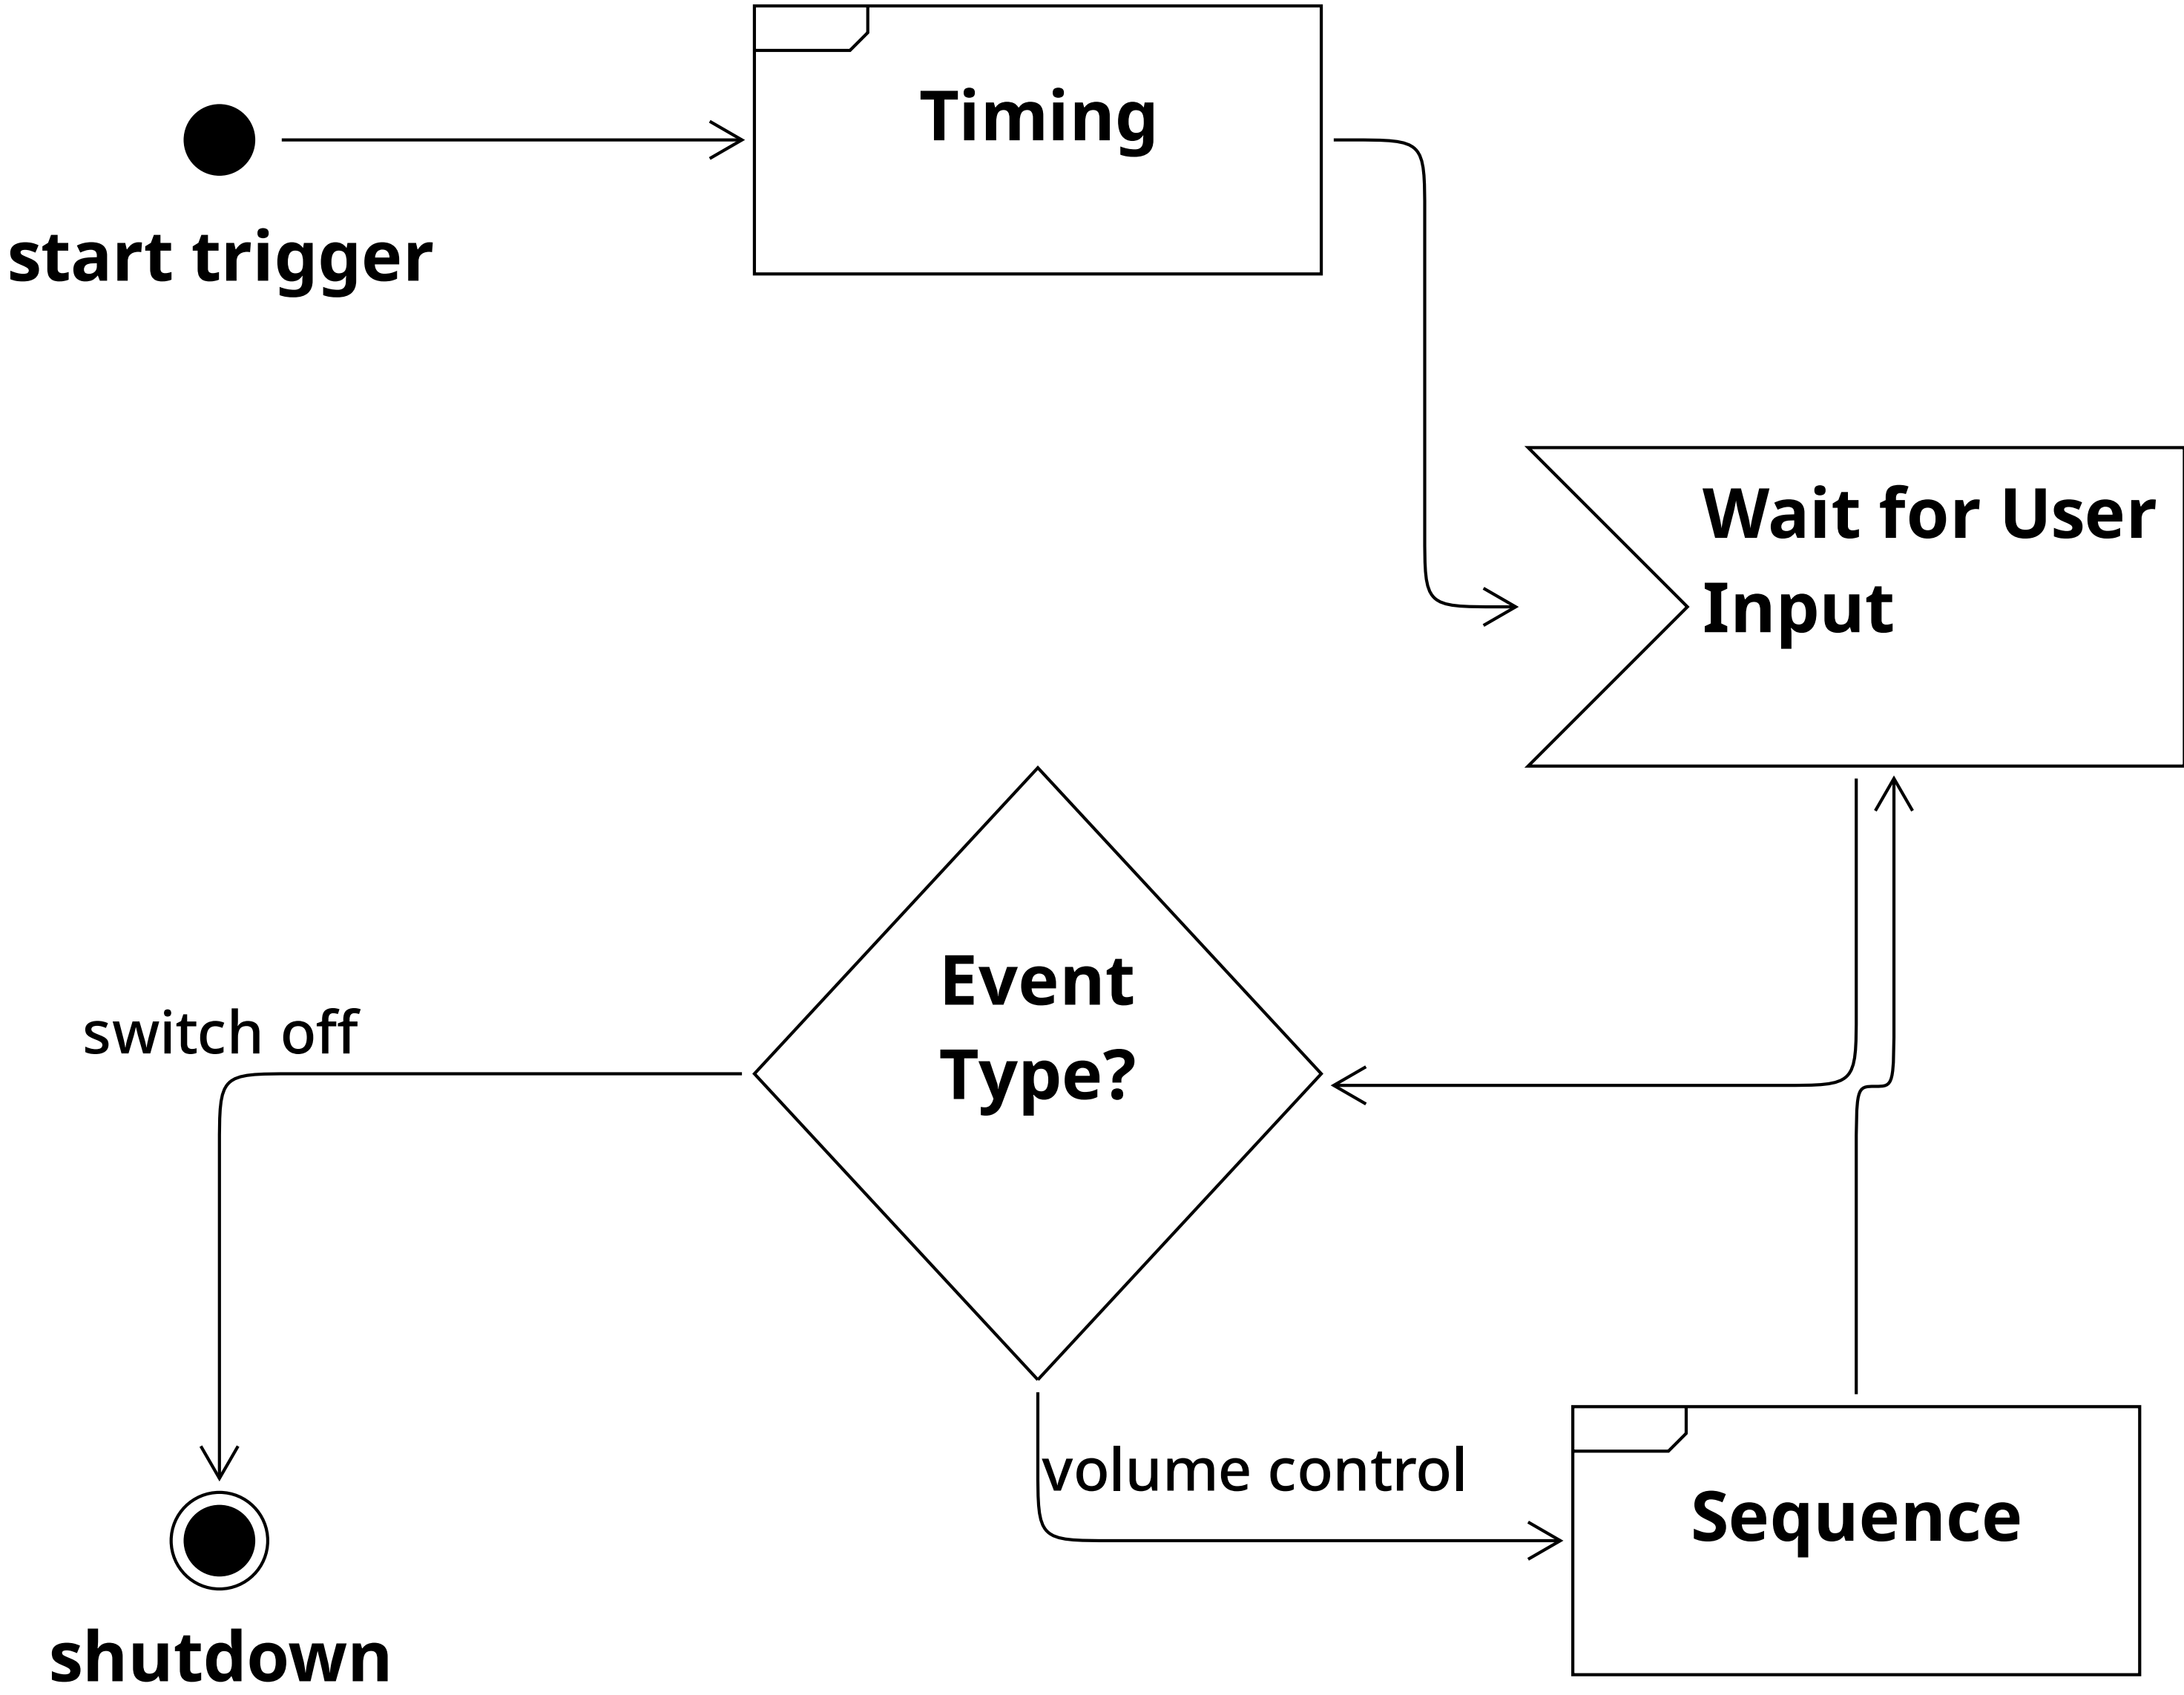 Timing
start trigger
Wait for User
Input
Event
Type?
switch off
volume control
Sequence
shutdown